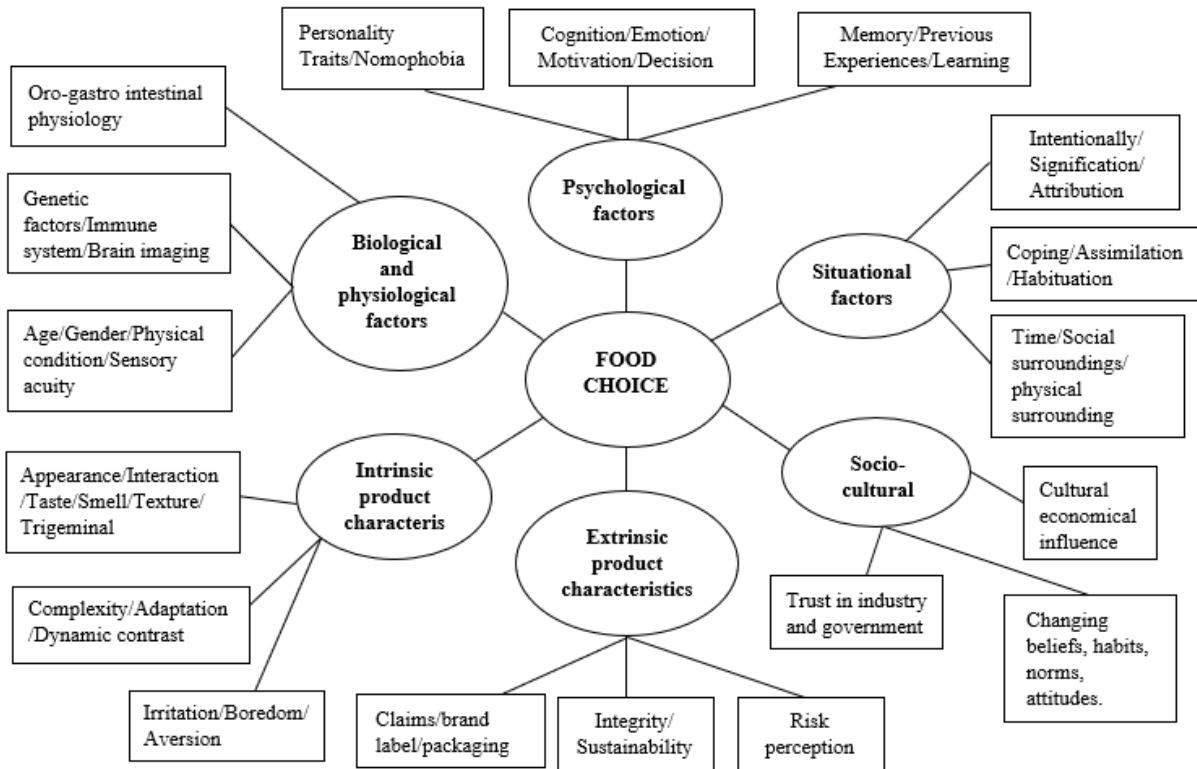 Personality
Traits/Nomophobia
Cognition/Emotion/
Motivation/Decision
Memory/Previous
Experiences/Learning
Oro-gastro intestinal
physiology
Psychological
factors
Intentionally/
Signification/
Attribution
Genetic
factors/Immune
system/Brain imaging
Biological
and
physiological
factors
Situational
factors
Coping/Assimilation
/Habituation
Age/Gender/Physical
condition/Sensory
acuity
FOOD
CHOICE
Time/Social
surroundings/
physical
surrounding
Appearance/Interaction
/Taste/Smell/Texture/
Trigeminal
Intrinsic
product
characteris
Socio-
cultural
Cultural
economical
influence
Extrinsic
product
characteristics
Complexity/Adaptation
/Dynamic contrast
Trust in industry
and government
Changing
beliefs, habits,
norms,
attitudes.
Irritation/Boredom/
Aversion
Claims/brand
label/packaging
Integrity/
Sustainability
Risk
perception